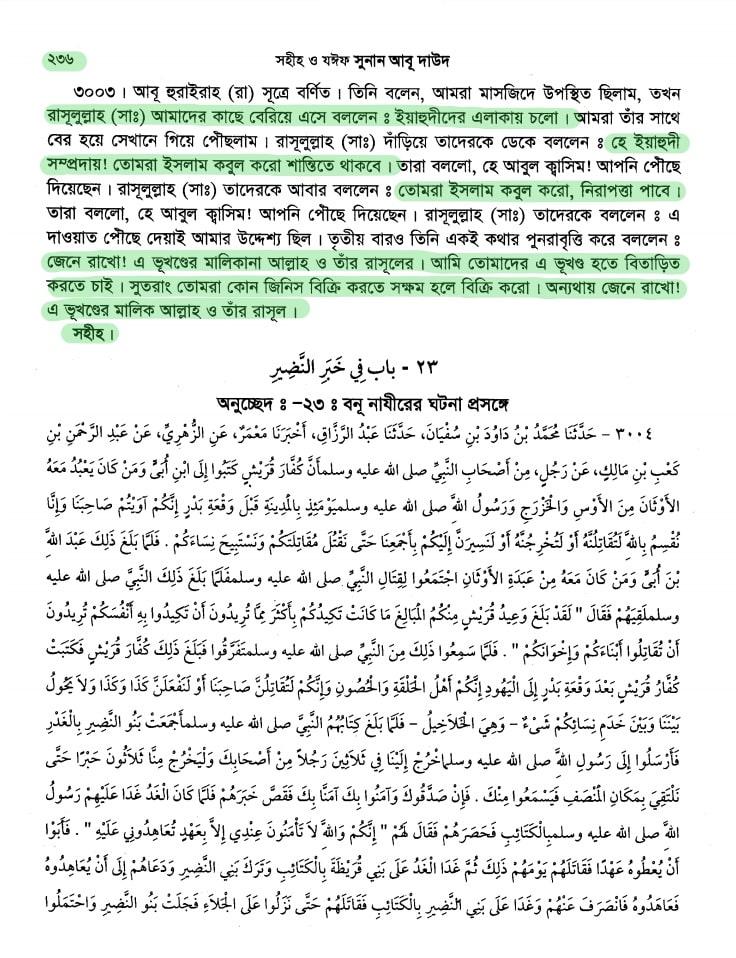 ২৩৬
সহীহ ও যঈফ সুনান আবূ দাউদ
৩০০৩। আবূ হুরাইরাহ (রা) সূত্রে বর্ণিত। তিনি বলেন, আমরা মাসজিদে উপস্থিত ছিলাম, তখন
রাসূলুল্লাহ (সাঃ) আমাদের কাছে বেরিয়ে এসে বললেন ঃ ইয়াহুদীদের এলাকায় চলো। আমরা তাঁর সাথে
বের হয়ে সেখানে গিয়ে পৌঁছলাম। রাসূলুল্লাহ (সাঃ) দাঁড়িয়ে তাদেরকে ডেকে বললেন ঃ হে ইয়াহুদী
সম্প্রদায়! তোমরা ইসলাম কবুল করো শান্তিতে থাকবে। তারা বললো, হে আবুল ক্বাসিম! আপনি পৌছে
দিয়েছেন। রাসূলুল্লাহ (সাঃ) তাদেরকে আবার বললেন ঃ তোমরা ইসলাম কবুল করো, নিরাপত্তা পাবে।
তারা বললো, হে আবুল ক্বাসিম! আপনি পৌছে দিয়েছেন। রাসূলুল্লাহ (সাঃ) তাদেরকে বললেন ঃ এ
দাওয়াত পৌছে দেয়াই আমার উদ্দেশ্য ছিল। তৃতীয় বারও তিনি একই কথার পুনরাবৃত্তি করে বললেন ঃ
জেনে রাখো! এ ভূখণ্ডের মালিকানা আল্লাহ ও তাঁর রাসূলের। আমি তোমাদের এ ভূখণ্ড হতে বিতাড়িত
করতে চাই। সুতরাং তোমরা কোন জিনিস বিক্রি করতে সক্ষম হলে বিক্রি করো। অন্যথায় জেনে রাখো!
এ ভূখণ্ডের মালিক আল্লাহ ও তাঁর রাসূল।
সহীহ।
٢٣ - باب فِي خَبَرِ النَّضِيرِ
অনুচ্ছেদ ঃ -২৩ ঃ বনূ নাযীরের ঘটনা প্রসঙ্গে
٣٠٠٤ - حَدَّثَنَا مُحَمَّدُ بْنُ دَاوُدَ بْنِ سُفْيَانَ، حَدَّثَنَا عَبْدُ الرَّزَّاقِ، أَخْبَرَنَا مَعْمَرٌ، عَنِ الزُّهْرِيِّ، عَنْ عَبْدِ الرَّحْمَنِ بْنِ
كَعْبِ بْنِ مَالِكٍ، عَنْ رَجُلٍ، مِنْ أَصْحَابِ النَّبِيِّ صلى الله عليه وسلمأَنَّ كُفَّارَ قُرَيْشٍ كَتَبُوا إِلَى ابْنِ أُبَىٍّ وَمَنْ كَانَ يَعْبُدُ مَعَهُ
الأَوْثَانَ مِنَ الأَوْسِ وَالْخَزْرَجِ وَرَسُولُ اللَّهِ صلى الله عليه وسلميَوْمَئِذٍ بِالْمَدِينَةِ قَبْلَ وَقْعَةِ بَدْرٍ إِنَّكُمْ آوَيْتُمْ صَاحِبَنَا وَإِنَّا
نُقْسِمُ بِاللَّهِ لَتُقَاتِلُنَّهُ أَوْ لَتُخْرِجُنَّهُ أَوْ لَنَسِيرَنَّ إِلَيْكُمْ بِأَجْمَعِنَا حَتَّى نَقْتُلَ مُقَاتِلَتَكُمْ وَنَسْتَبِيحَ نِسَاءَكُمْ . فَلَمَّا بَلَغَ ذَلِكَ عَبْدَ اللَّهِ
بْنَ أُبَىٍّ وَمَنْ كَانَ مَعَهُ مِنْ عَبَدَةِ الأَوْثَانِ اجْتَمَعُوا لِقِتَالِ النَّبِيِّ صلى الله عليه وسلمفَلَمَّا بَلَغَ ذَلِكَ النَّبِيَّ صلى الله عليه
وسلملَقِيَهُمْ فَقَالَ " لَقَدْ بَلَغَ وَعِيدُ قُرَيْشٍ مِنْكُمُ الْمَبَالِغَ مَا كَانَتْ تَكِيدُكُمْ بِأَكْثَرَ مِمَّا تُرِيدُونَ أَنْ تَكِيدُوا بِهِ أَنْفُسَكُمْ تُرِيدُونَ
أَنْ تُقَاتِلُوا أَبْنَاءَكُمْ وَإِخْوَانَكُمْ " . فَلَمَّا سَمِعُوا ذَلِكَ مِنَ النَّبِيِّ صلى الله عليه وسلمتَفَرَّقُوا فَبَلَغَ ذَلِكَ كُفَّارَ قُرَيْشٍ فَكَتَبَتْ
كُفَّارُ قُرَيْشٍ بَعْدَ وَقْعَةِ بَدْرٍ إِلَى الْيَهُودِ إِنَّكُمْ أَهْلُ الْحَلْقَةِ وَالْحُصُونِ وَإِنَّكُمْ لَتُقَاتِلُنَّ صَاحِبَنَا أَوْ لَنَفْعَلَنَّ كَذَا وَكَذَا وَلاَ يَحُولُ
بَيْنَنَا وَبَيْنَ خَدَمِ نِسَائِكُمْ شَىْءٌ - وَهِيَ الْخَلاَخِيلُ - فَلَمَّا بَلَغَ كِتَابُهُمُ النَّبِيَّ صلى الله عليه وسلمأَجْمَعَتْ بَنُو النَّضِيرِ بِالْغَدْرِ
فَأَرْسَلُوا إِلَى رَسُولِ اللَّهِ صلى الله عليه وسلماخْرُجْ إِلَيْنَا فِي ثَلاَثِينَ رَجُلاً مِنْ أَصْحَابِكَ وَلْيَخْرُجْ مِنَّا ثَلاَثُونَ حَبْرًا حَتَّى
نَلْتَقِيَ بِمَكَانِ الْمَنْصَفِ فَيَسْمَعُوا مِنْكَ . فَإِنْ صَدَّقُوكَ وَآمَنُوا بِكَ آمَنَّا بِكَ فَقَصَّ خَبَرَهُمْ فَلَمَّا كَانَ الْغَدُ غَدَا عَلَيْهِمْ رَسُولُ
اللَّهِ صلى الله عليه وسلمبِالْكَتَائِبِ فَحَصَرَهُمْ فَقَالَ لَهُمْ " إِنَّكُمْ وَاللَّهِ لاَ تَأْمَنُونَ عِنْدِي إِلاَّ بِعَهْدٍ تُعَاهِدُونِي عَلَيْهِ " . فَأَبَوْا
أَنْ يُعْطُوهُ عَهْدًا فَقَاتَلَهُمْ يَوْمَهُمْ ذَلِكَ ثُمَّ غَدَا الْغَدُ عَلَى بَنِي قُرَيْظَةَ بِالْكَتَائِبِ وَتَرَكَ بَنِي النَّضِيرِ وَدَعَاهُمْ إِلَى أَنْ يُعَاهِدُوهُ
فَعَاهَدُوهُ فَانْصَرَفَ عَنْهُمْ وَغَدَا عَلَى بَنِي النَّضِيرِ بِالْكَتَائِبِ فَقَاتَلَهُمْ حَتَّى نَزَلُوا عَلَى الْجَلاَءِ فَجَلَتْ بَنُو النَّضِيرِ وَاحْتَمَلُوا